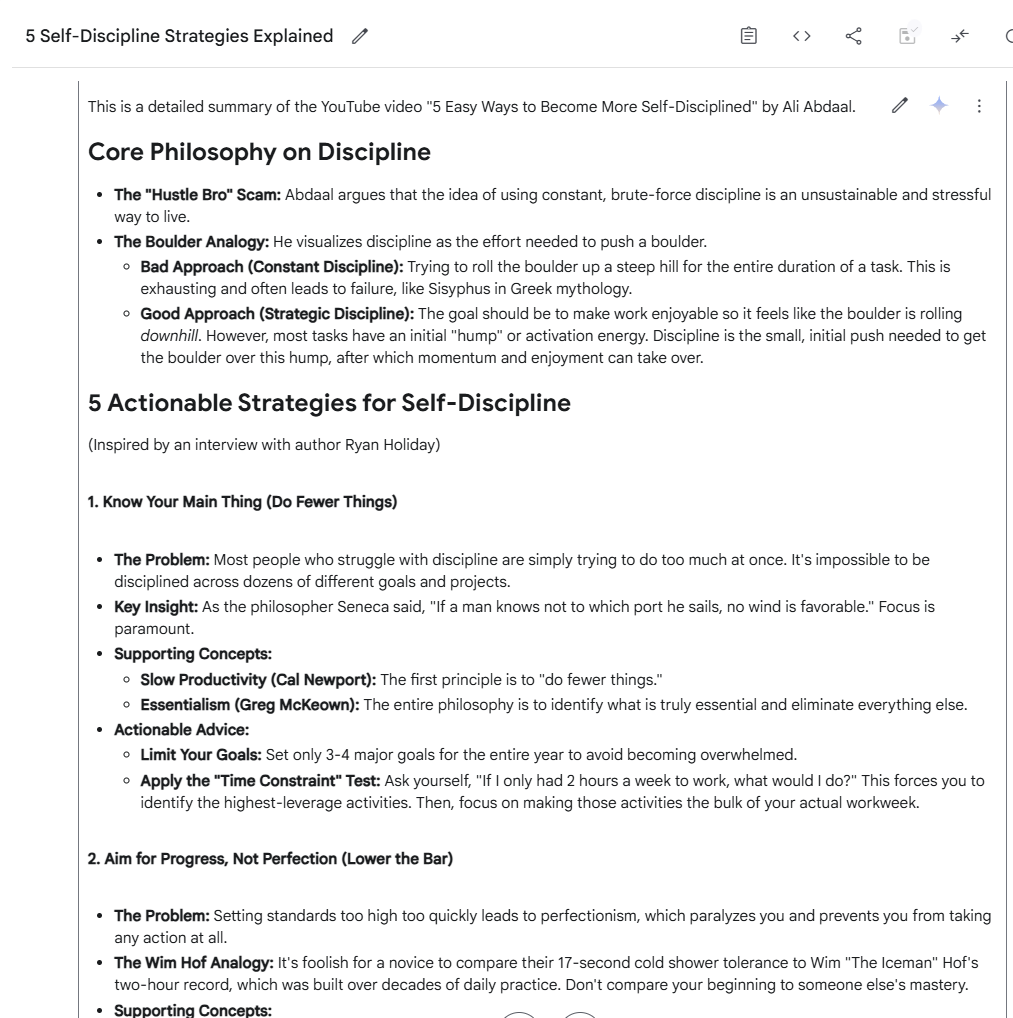 5 Self-Discipline Strategies Explained
This is a detailed summary of the YouTube video "5 Easy Ways to Become More Self-Disciplined" by Ali Abdaal.
Core Philosophy on Discipline
• The "Hustle Bro" Scam: Abdaal argues that the idea of using constant, brute-force discipline is an unsustainable and stressful
way to live.
• The Boulder Analogy: He visualizes discipline as the effort needed to push a boulder.
◦ Bad Approach (Constant Discipline): Trying to roll the boulder up a steep hill for the entire duration of a task. This is
exhausting and often leads to failure, like Sisyphus in Greek mythology.
◦ Good Approach (Strategic Discipline): The goal should be to make work enjoyable so it feels like the boulder is rolling
downhill. However, most tasks have an initial "hump" or activation energy. Discipline is the small, initial push needed to get
the boulder over this hump, after which momentum and enjoyment can take over.
5 Actionable Strategies for Self-Discipline
(Inspired by an interview with author Ryan Holiday)
1. Know Your Main Thing (Do Fewer Things)
• The Problem: Most people who struggle with discipline are simply trying to do too much at once. It's impossible to be
disciplined across dozens of different goals and projects.
• Key Insight: As the philosopher Seneca said, "If a man knows not to which port he sails, no wind is favorable." Focus is
paramount.
• Supporting Concepts:
◦ Slow Productivity (Cal Newport): The first principle is to "do fewer things."
◦ Essentialism (Greg McKeown): The entire philosophy is to identify what is truly essential and eliminate everything else.
• Actionable Advice:
◦ Limit Your Goals: Set only 3-4 major goals for the entire year to avoid becoming overwhelmed.
◦ Apply the "Time Constraint" Test: Ask yourself, "If I only had 2 hours a week to work, what would I do?" This forces you to
identify the highest-leverage activities. Then, focus on making those activities the bulk of your actual workweek.
2. Aim for Progress, Not Perfection (Lower the Bar)
• The Problem: Setting standards too high too quickly leads to perfectionism, which paralyzes you and prevents you from taking
any action at all.
• The Wim Hof Analogy: It's foolish for a novice to compare their 17-second cold shower tolerance to Wim "The Iceman" Hof's
two-hour record, which was built over decades of daily practice. Don't compare your beginning to someone else's mastery.
• Supporting Concepts: